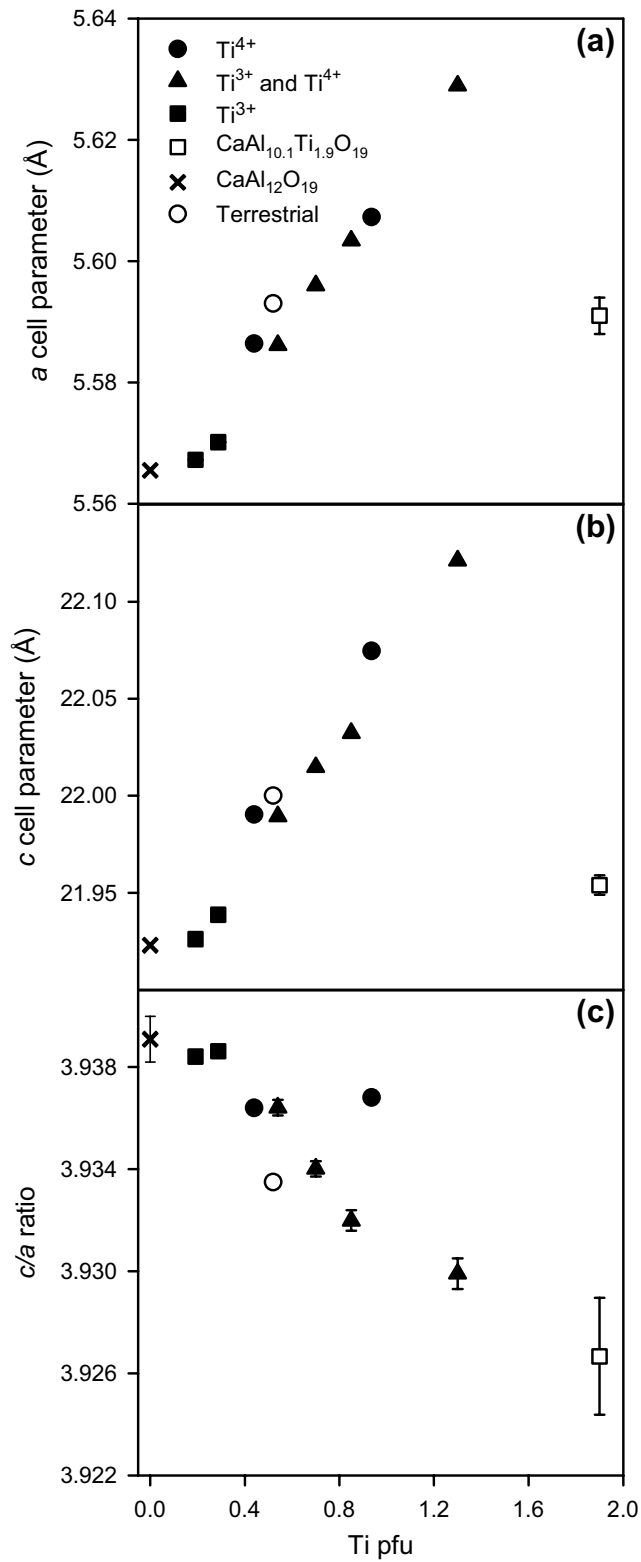 5.64
(a)
Ti⁴⁺
Ti³⁺ and Ti⁴⁺
Ti³⁺
CaAl₁₀.₁Ti₁.₉O₁₉
CaAl₁₂O₁₉
Terrestrial
5.62
5.60
5.58
5.56
a cell parameter (Å)
(b)
22.10
22.05
22.00
21.95
c cell parameter (Å)
(c)
3.938
3.934
3.930
3.926
3.922
c/a ratio
0.0 0.4 0.8 1.2 1.6 2.0
Ti pfu